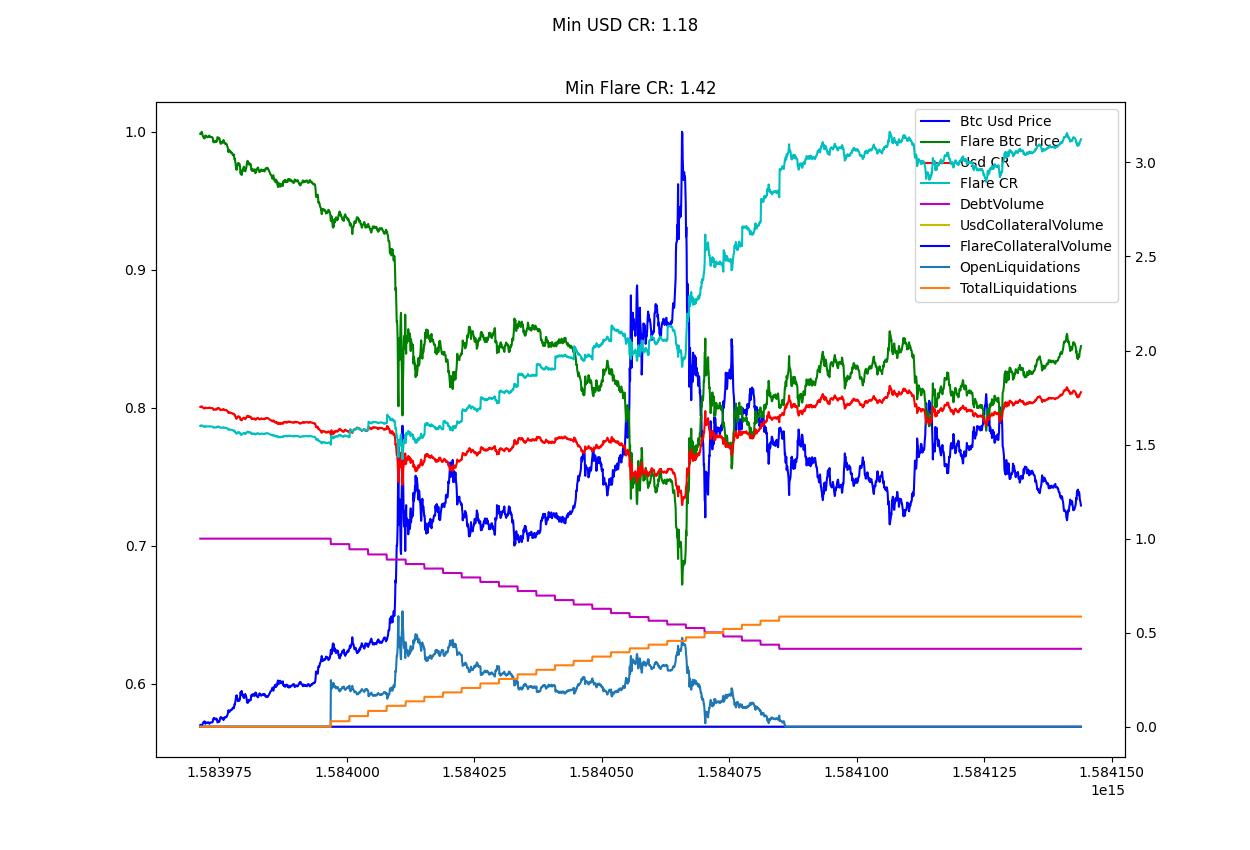 Min USD CR: 1.18
Min Flare CR: 1.42
Btc Usd Price
Flare Btc Price
Usd CR
Flare CR
DebtVolume
UsdCollateralVolume
FlareCollateralVolume
OpenLiquidations
TotalLiquidations
1.0
0.9
0.8
0.7
0.6
3.0
2.5
2.0
1.5
1.0
0.5
0.0
1.583975 1.584000 1.584025 1.584050 1.584075 1.584100 1.584125 1.584150
1e15